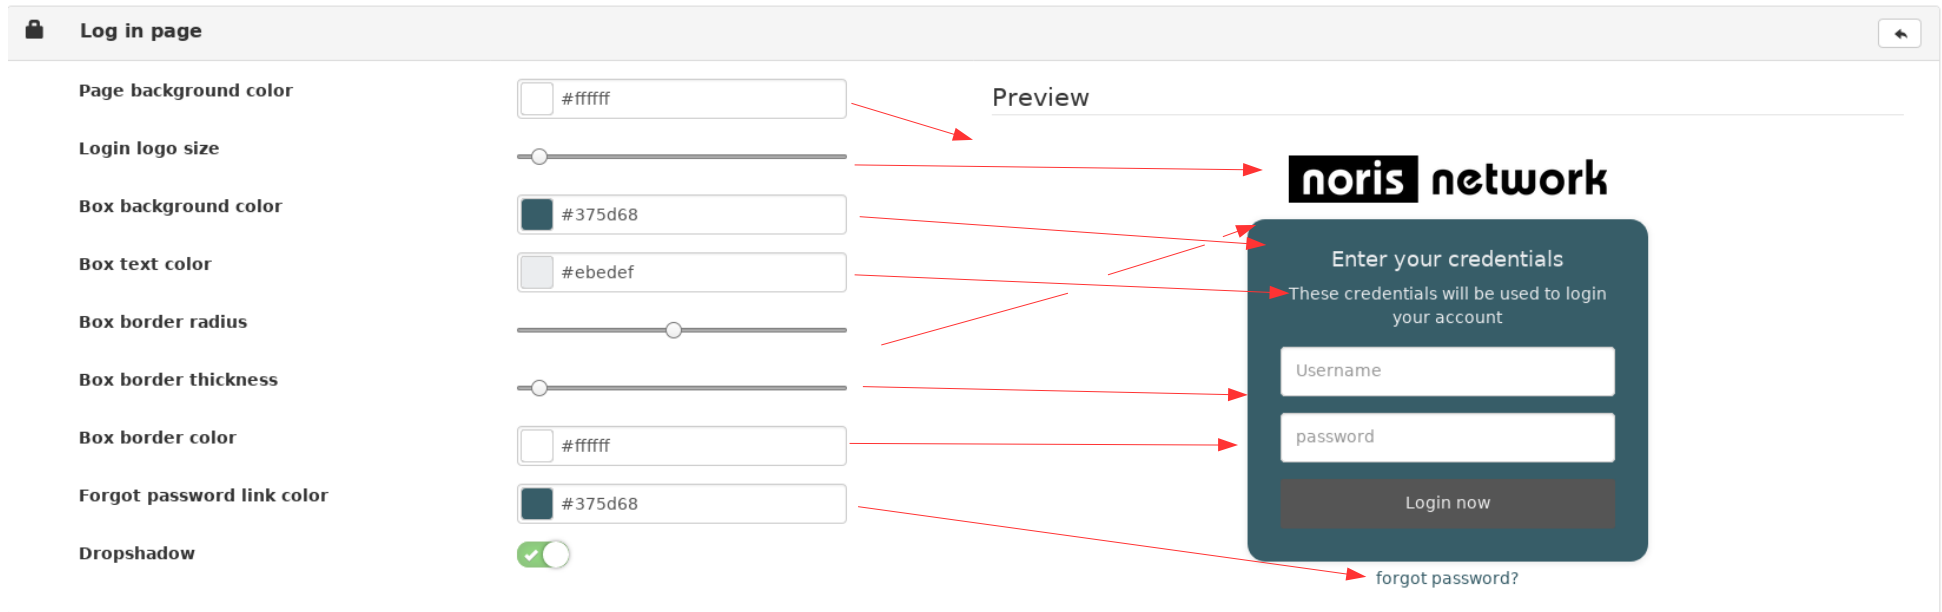 Log in page
Page background color
#ffffff
Preview
Login logo size
noris network
Box background color
#375d68
Box text color
#ebedef
Enter your credentials
These credentials will be used to login
your account
Box border radius
Box border thickness
Username
Box border color
#ffffff
password
Forgot password link color
#375d68
Login now
Dropshadow
forgot password?